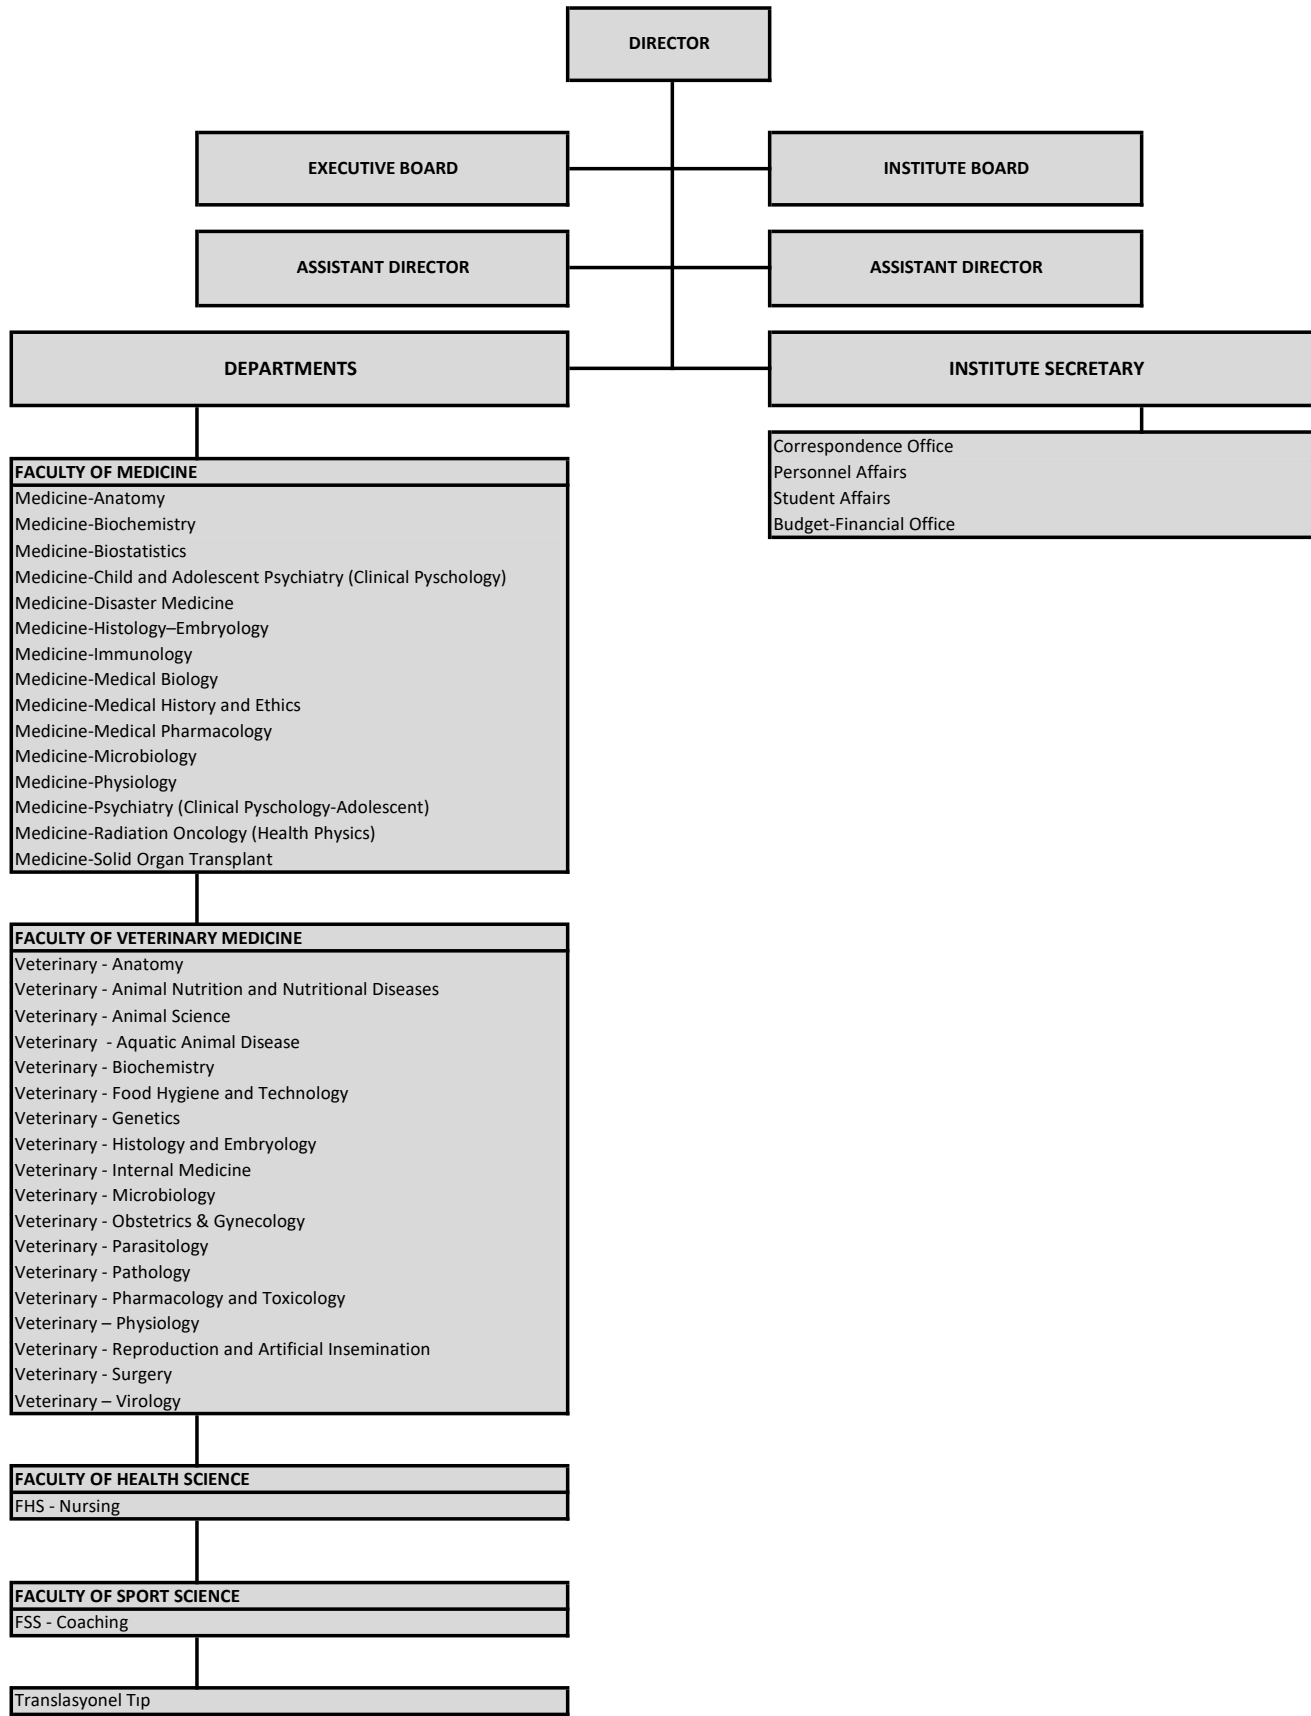 DIRECTOR
EXECUTIVE BOARD
INSTITUTE BOARD
ASSISTANT DIRECTOR
ASSISTANT DIRECTOR
DEPARTMENTS
INSTITUTE SECRETARY
Correspondence Office
Personnel Affairs
Student Affairs
Budget-Financial Office
FACULTY OF MEDICINE
Medicine-Anatomy
Medicine-Biochemistry
Medicine-Biostatistics
Medicine-Child and Adolescent Psychiatry (Clinical Pyschology)
Medicine-Disaster Medicine
Medicine-Histology–Embryology
Medicine-Immunology
Medicine-Medical Biology
Medicine-Medical History and Ethics
Medicine-Medical Pharmacology
Medicine-Microbiology
Medicine-Physiology
Medicine-Psychiatry (Clinical Pyschology-Adolescent)
Medicine-Radiation Oncology (Health Physics)
Medicine-Solid Organ Transplant
FACULTY OF VETERINARY MEDICINE
Veterinary - Anatomy
Veterinary - Animal Nutrition and Nutritional Diseases
Veterinary - Animal Science
Veterinary  - Aquatic Animal Disease
Veterinary - Biochemistry
Veterinary - Food Hygiene and Technology
Veterinary - Genetics
Veterinary - Histology and Embryology
Veterinary - Internal Medicine
Veterinary - Microbiology
Veterinary - Obstetrics & Gynecology
Veterinary - Parasitology
Veterinary - Pathology
Veterinary - Pharmacology and Toxicology
Veterinary – Physiology
Veterinary - Reproduction and Artificial Insemination
Veterinary - Surgery
Veterinary – Virology
FACULTY OF HEALTH SCIENCE
FHS - Nursing
FACULTY OF SPORT SCIENCE
FSS - Coaching
Translasyonel Tıp